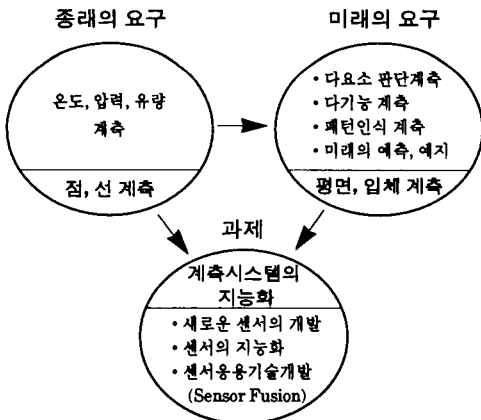 종래의 요구
미래의 요구
온도, 압력, 유량
계측
점, 선 계측
• 다요소 판단계측
• 다기능 계측
• 패턴인식 계측
• 미래의 예측, 예지
평면, 입체 계측
과제
계측시스템의
지능화
• 새로운 센서의 개발
• 센서의 지능화
• 센서응용기술개발
(Sensor Fusion)